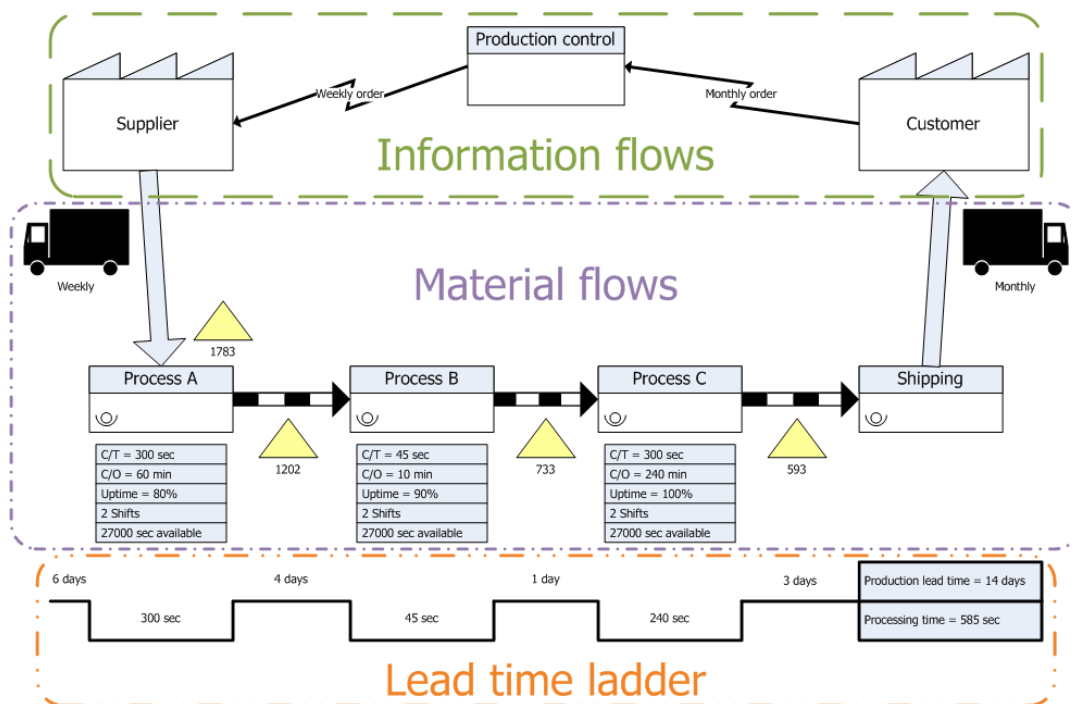 Production control
Weekly order
Monthly order
Supplier
Customer
Information flows
Weekly
Material flows
Monthly
1783
Process A
Process B
Process C
Shipping
1202
733
593
C/T = 300 sec
C/O = 60 min
Uptime = 80%
2 Shifts
27000 sec available
C/T = 45 sec
C/O = 10 min
Uptime = 90%
2 Shifts
27000 sec available
C/T = 300 sec
C/O = 240 min
Uptime = 100%
2 Shifts
27000 sec available
6 days
4 days
1 day
3 days
Production lead time = 14 days
300 sec
45 sec
240 sec
Processing time = 585 sec
Lead time ladder